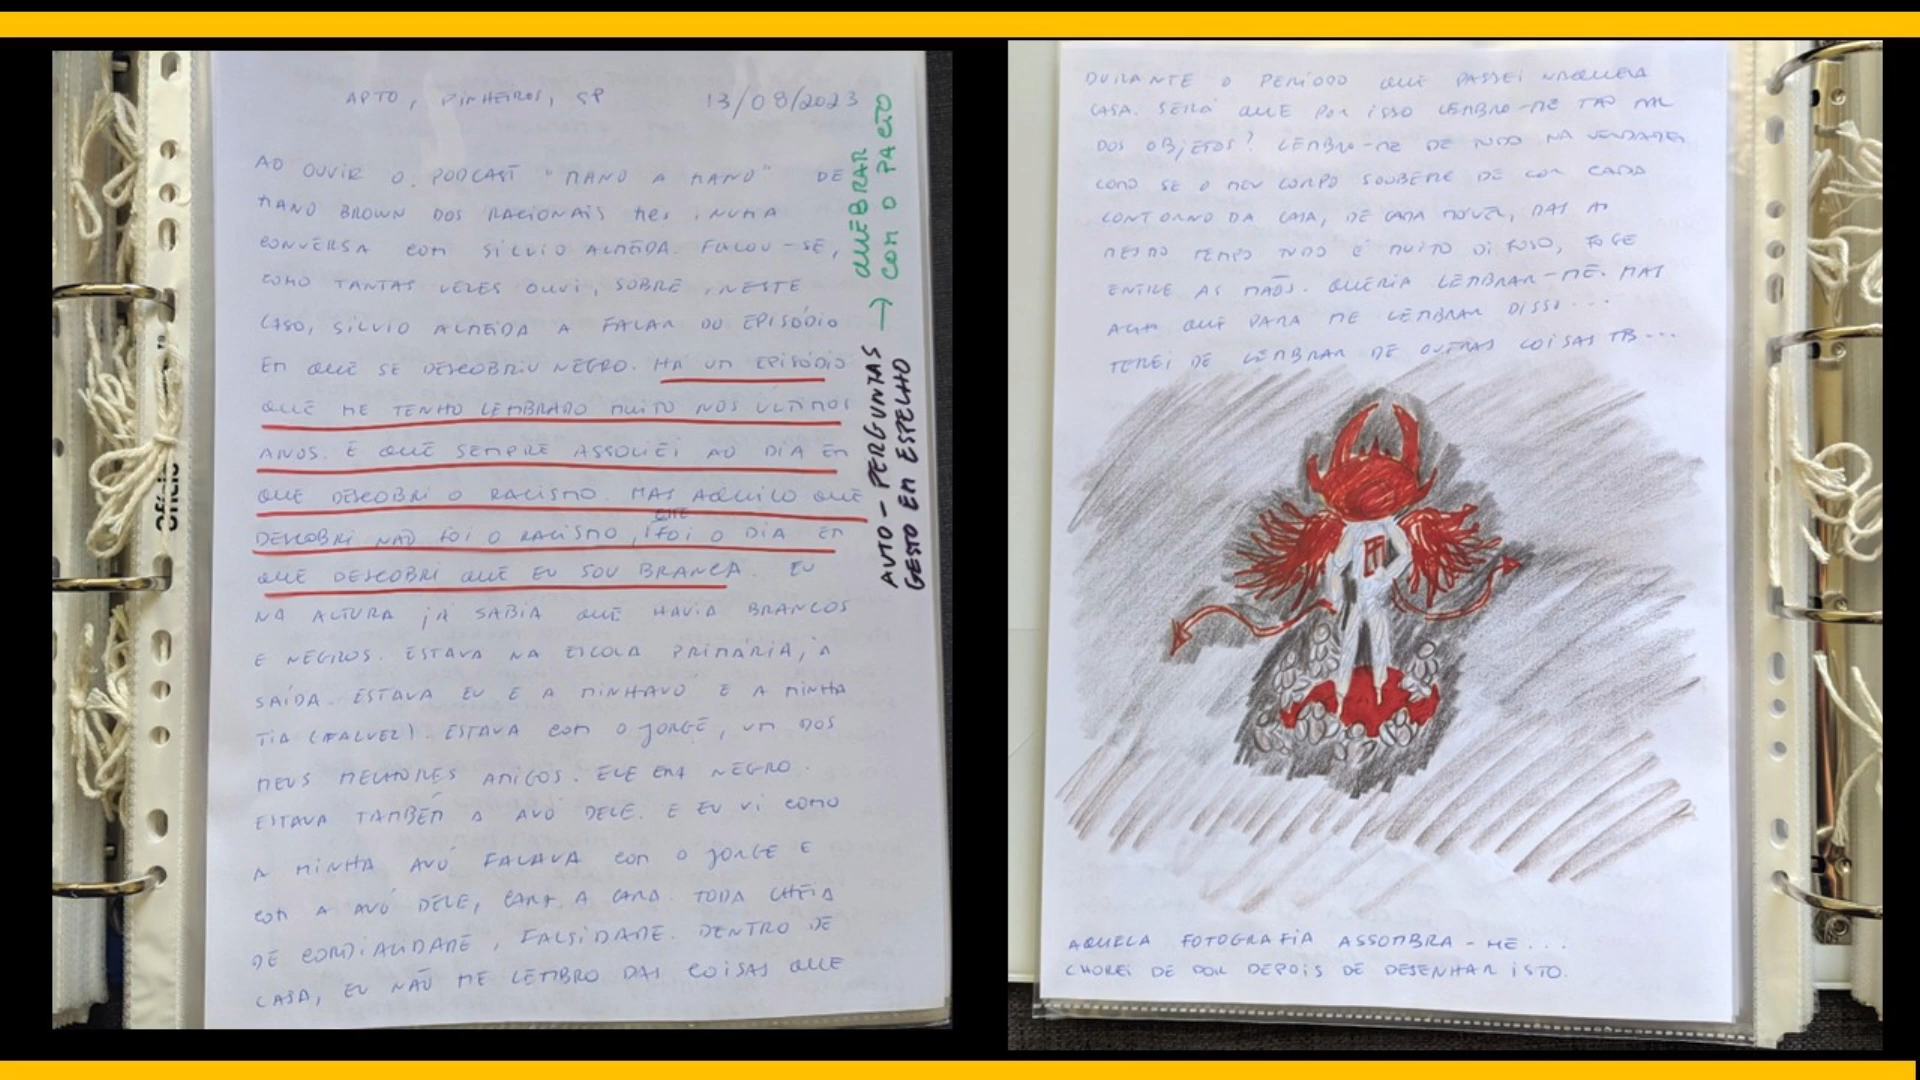 APTO, PINHEIROS, SP 13/08/2023
AO OUVIR O PODCAST "MANO A MANO" DE
MANO BROWN DOS RACIONAIS MCS, NUMA
CONVERSA COM SILVIO ALMEIDA. FALOU-SE,
COMO TANTAS VEZES OUVI, SOBRE, NESTE
CASO, SILVIO ALMEIDA A FALAR DO EPISÓDIO
EM QUE SE DESCOBRIU NEGRO. HÁ UM EPISÓDIO
QUE ME TENHO LEMBRADO MUITO NOS ÚLTIMOS
ANOS. E QUE SEMPRE ASSOCIEI AO DIA EM
QUE DESCOBRI O RACISMO. MAS AQUILO QUE
DESCOBRI NÃO FOI O RACISMO, FOI O DIA EM
QUE DESCOBRI QUE EU SOU BRANCA. EU
NA ALTURA JÁ SABIA QUE HAVIA BRANCOS
E NEGROS. ESTAVA NA ESCOLA PRIMÁRIA, À
SAÍDA. ESTAVA EU E A MINHAVÓ E A MINHA
TIA (TALVEZ). ESTAVA COM O JORGE, UM DOS
MEUS MELHORES AMIGOS. ELE ERA NEGRO.
ESTAVA TAMBÉM A AVÓ DELE. E EU VI COMO
A MINHA AVÓ FALAVA COM O JORGE E
COM A AVÓ DELE, CARA A CARA. TODA CHEIA
DE CORDIALIDADE, FALSIDADE. DENTRO DE
CASA, EU NÃO ME LEMBRO DAS COISAS QUE
AUTO-PERGUNTAS → QUEBRAR
GESTO EM ESPELHO COM O PACTO
DURANTE O PERÍODO QUE PASSEI NAQUELA
CASA. SERÁ QUE POR ISSO LEMBRO-ME TÃO MAL
DOS OBJETOS? LEMBRO-ME DE TUDO NA VERDADE,
COMO SE O MEU CORPO SOUBESSE DE COR CADA
CONTORNO DA CASA, DE CADA MÓVEL, MAS AO
MESMO TEMPO TUDO É MUITO DIFUSO, FOGE
ENTRE AS MÃOS. QUERIA LEMBRAR-ME. MAS
ACHO QUE PARA ME LEMBRAR DISSO...
TEREI DE LEMBRAR DE OUTRAS COISAS TB...
AQUELA FOTOGRAFIA ASSOMBRA-ME...
CHOREI DE DOR DEPOIS DE DESENHAR ISTO.